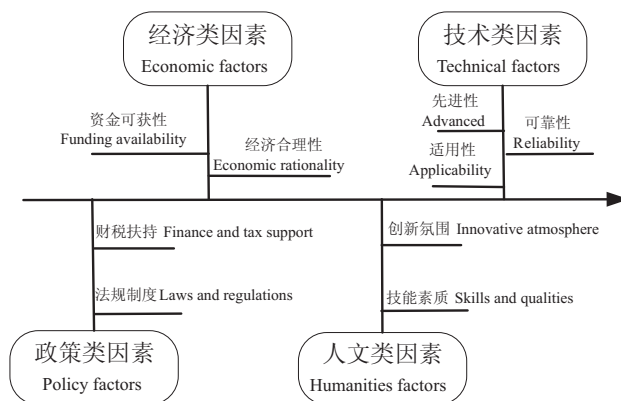 经济类因素
Economic factors
技术类因素
Technical factors
资金可获性
Funding availability
经济合理性
Economic rationality
先进性
Advanced
可靠性
Reliability
适用性
Applicability
财税扶持 Finance and tax support
法规制度 Laws and regulations
创新氛围 Innovative atmosphere
技能素质 Skills and qualities
政策类因素
Policy factors
人文类因素
Humanities factors